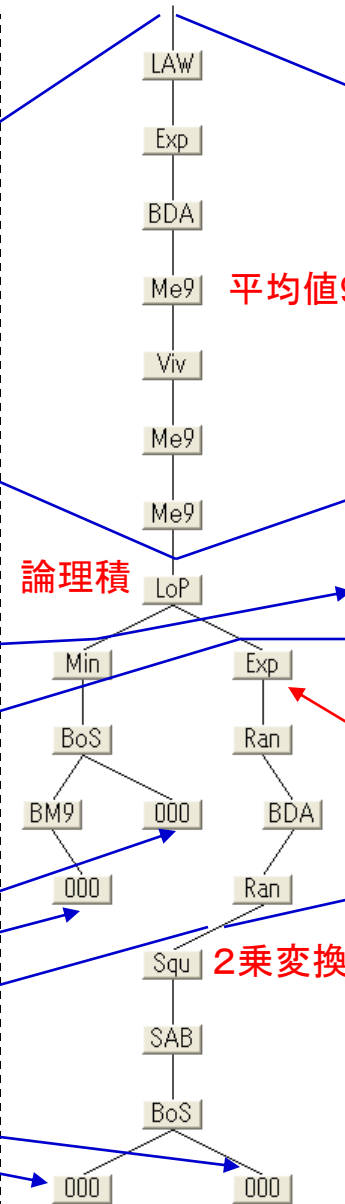 LAW
Exp
BDA
Me9 平均値9
Viv
Me9
Me9
論理積 LoP
Min Exp
BoS Ran
BM9 000 BDA
000 Ran
Squ 2乗変換
SAB
BoS
000 000